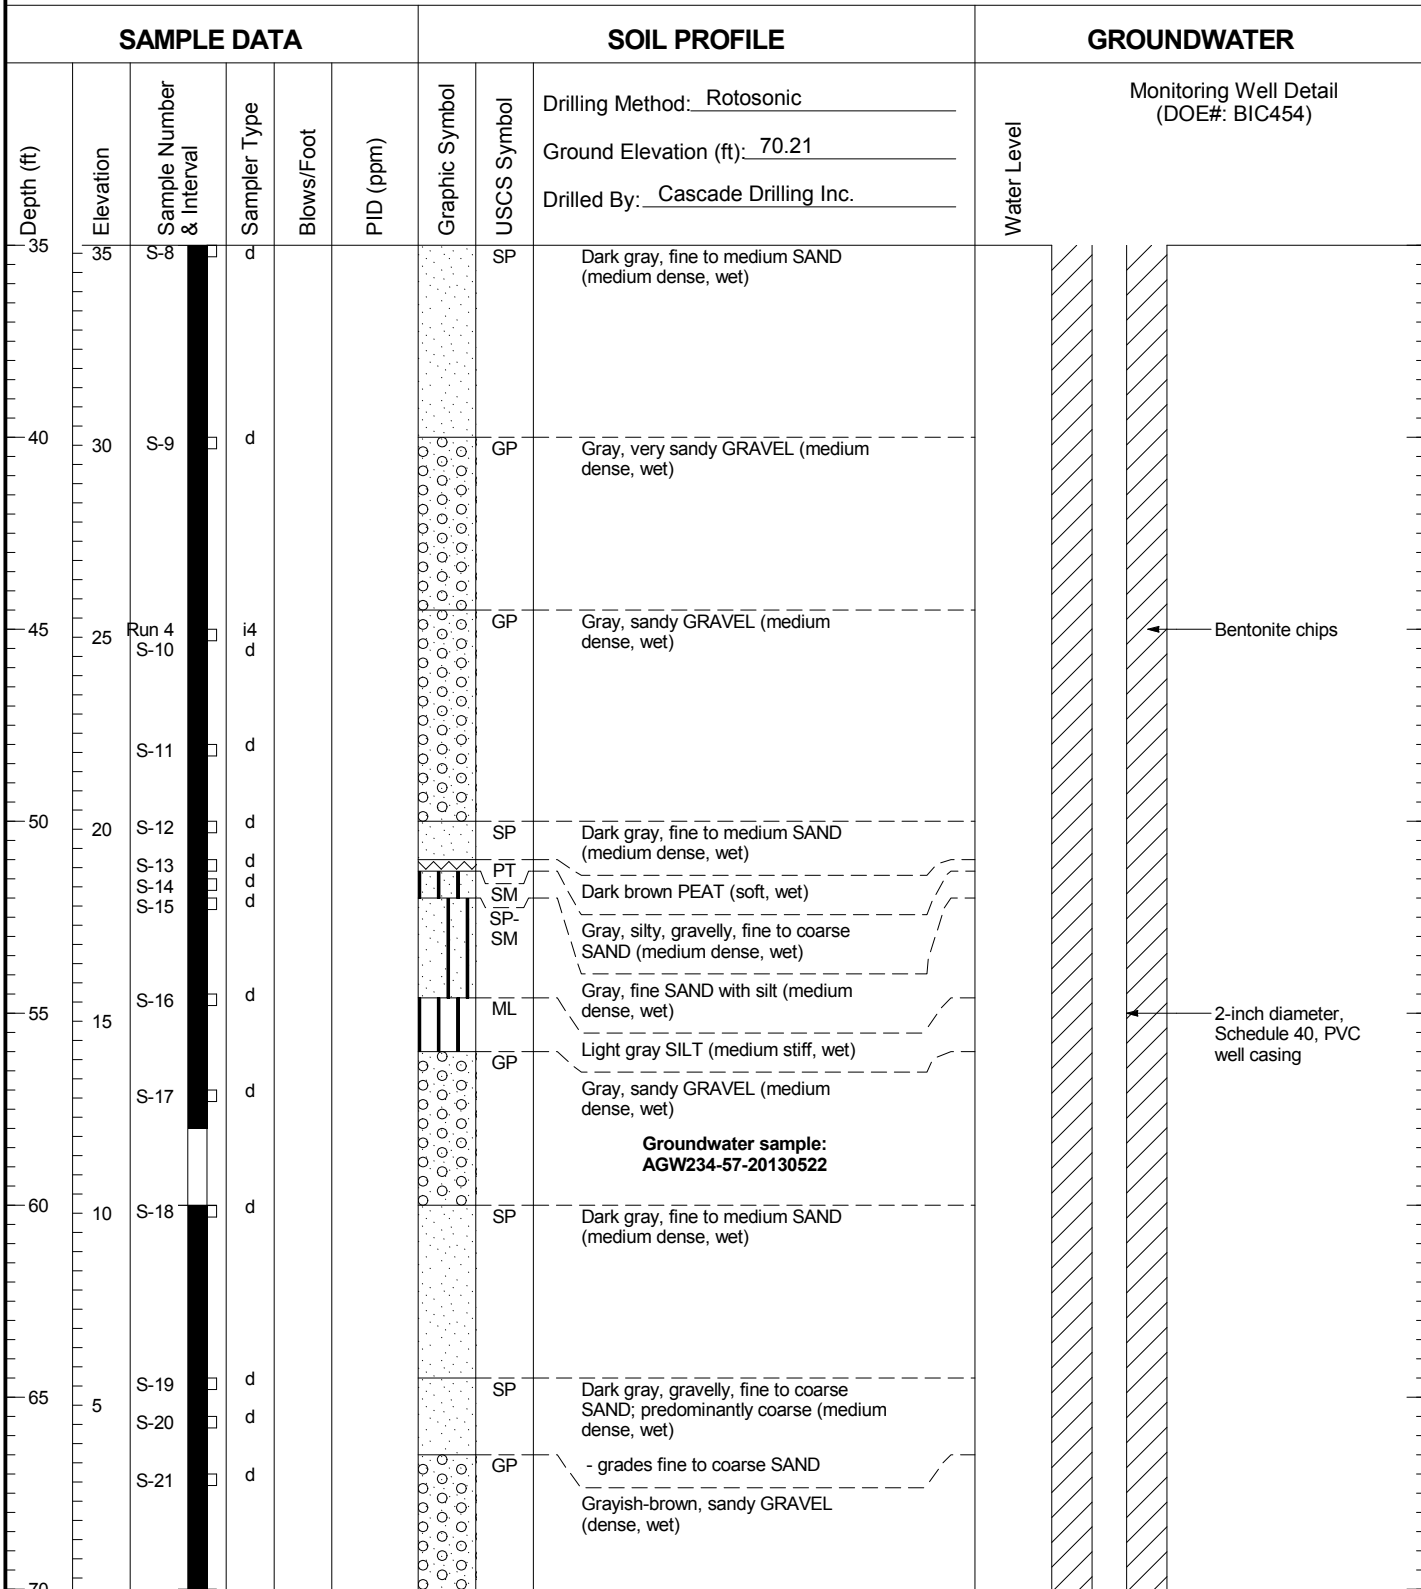 SAMPLE DATA
SOIL PROFILE
GROUNDWATER
Depth (ft)
Elevation
Sample Number
& Interval
Sampler Type
Blows/Foot
PID (ppm)
Graphic Symbol
USCS Symbol
Drilling Method: Rotosonic
Ground Elevation (ft): 70.21
Drilled By: Cascade Drilling Inc.
Water Level
Monitoring Well Detail
(DOE#: BIC454)
35
35
S-8
d
SP
Dark gray, fine to medium SAND
(medium dense, wet)
40
30
S-9
d
GP
Gray, very sandy GRAVEL (medium
dense, wet)
45
25
Run 4
i4
S-10
d
GP
Gray, sandy GRAVEL (medium
dense, wet)
Bentonite chips
S-11
d
50
20
S-12
d
SP
Dark gray, fine to medium SAND
(medium dense, wet)
S-13
d
PT
Dark brown PEAT (soft, wet)
S-14
d
SM
Gray, silty, gravelly, fine to coarse
SAND (medium dense, wet)
S-15
d
SP-
SM
Gray, fine SAND with silt (medium
dense, wet)
55
15
S-16
d
ML
Light gray SILT (medium stiff, wet)
2-inch diameter,
Schedule 40, PVC
well casing
GP
Gray, sandy GRAVEL (medium
dense, wet)
S-17
d
Groundwater sample:
AGW234-57-20130522
60
10
S-18
d
SP
Dark gray, fine to medium SAND
(medium dense, wet)
65
5
S-19
d
SP
Dark gray, gravelly, fine to coarse
SAND; predominantly coarse (medium
dense, wet)
S-20
d
- grades fine to coarse SAND
S-21
d
GP
Grayish-brown, sandy GRAVEL
(dense, wet)
70